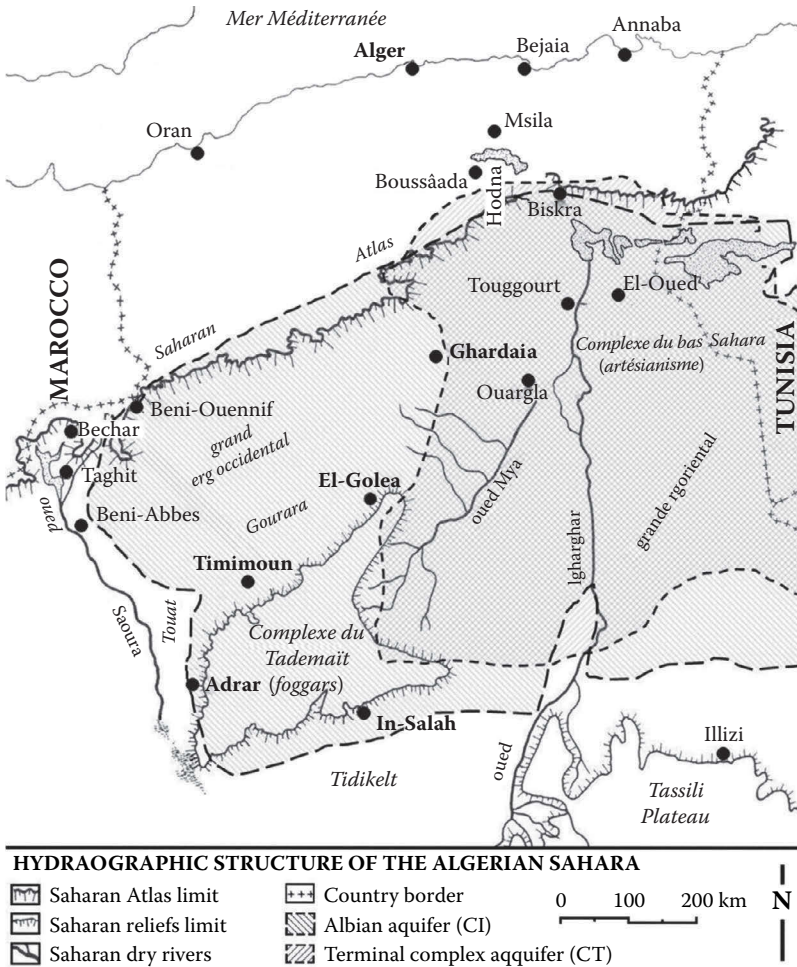 Mer Méditerranée
Annaba
Alger
Bejaia
Oran
Msila
Boussâada
Hodna
Biskra
Atlas
Saharan
Touggourt
El-Oued
MAROCCO
Ghardaia
Complexe du bas Sahara
(artésianisme)
TUNISIA
Ouargla
Beni-Ouennif
Bechar
grand
erg occidental
Taghit
El-Golea
oued Mya
oued
Beni-Abbes
Gourara
grande rgoriental
Igharghar
Timimoun
Saoura
Touat
Complexe du
Tademaït
(foggars)
Adrar
In-Salah
oued
Illizi
Tidikelt
Tassili
Plateau
HYDRAOGRAPHIC STRUCTURE OF THE ALGERIAN SAHARA
Saharan Atlas limit
Saharan reliefs limit
Saharan dry rivers
Country border
Albian aquifer (CI)
Terminal complex aqquifer (CT)
0 100 200 km
N